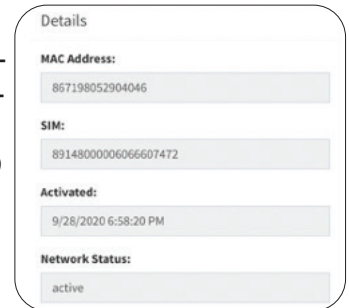 Details
MAC Address:
867198052904046
SIM:
89148000006066607472
Activated:
9/28/2020 6:58:20 PM
Network Status:
active